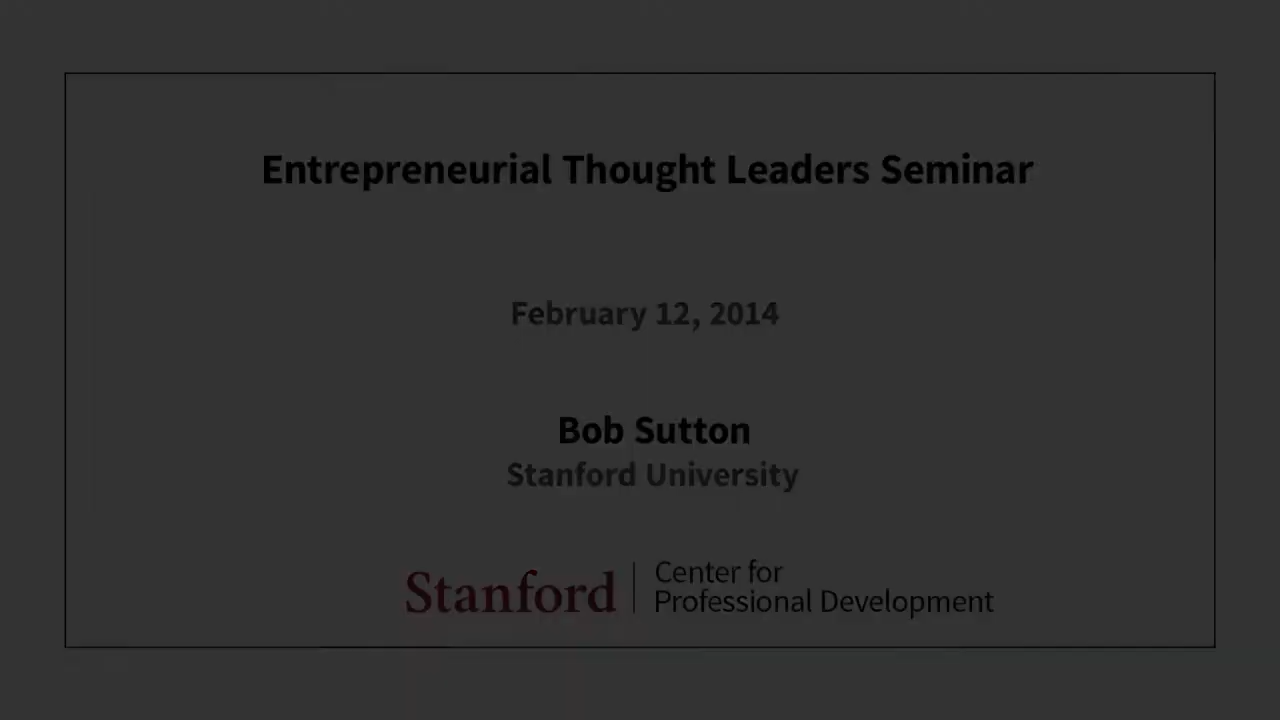 Entrepreneurial Thought Leaders Seminar
February 12, 2014
Bob Sutton
Stanford University
Stanford
Center for
Professional Development